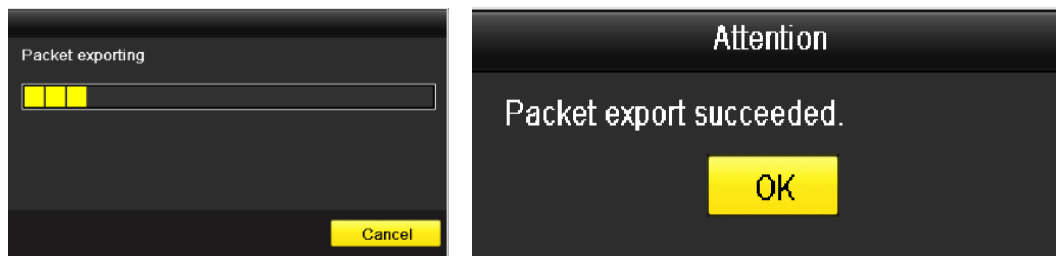 Packet exporting
Cancel
Attention
Packet export succeeded.
OK